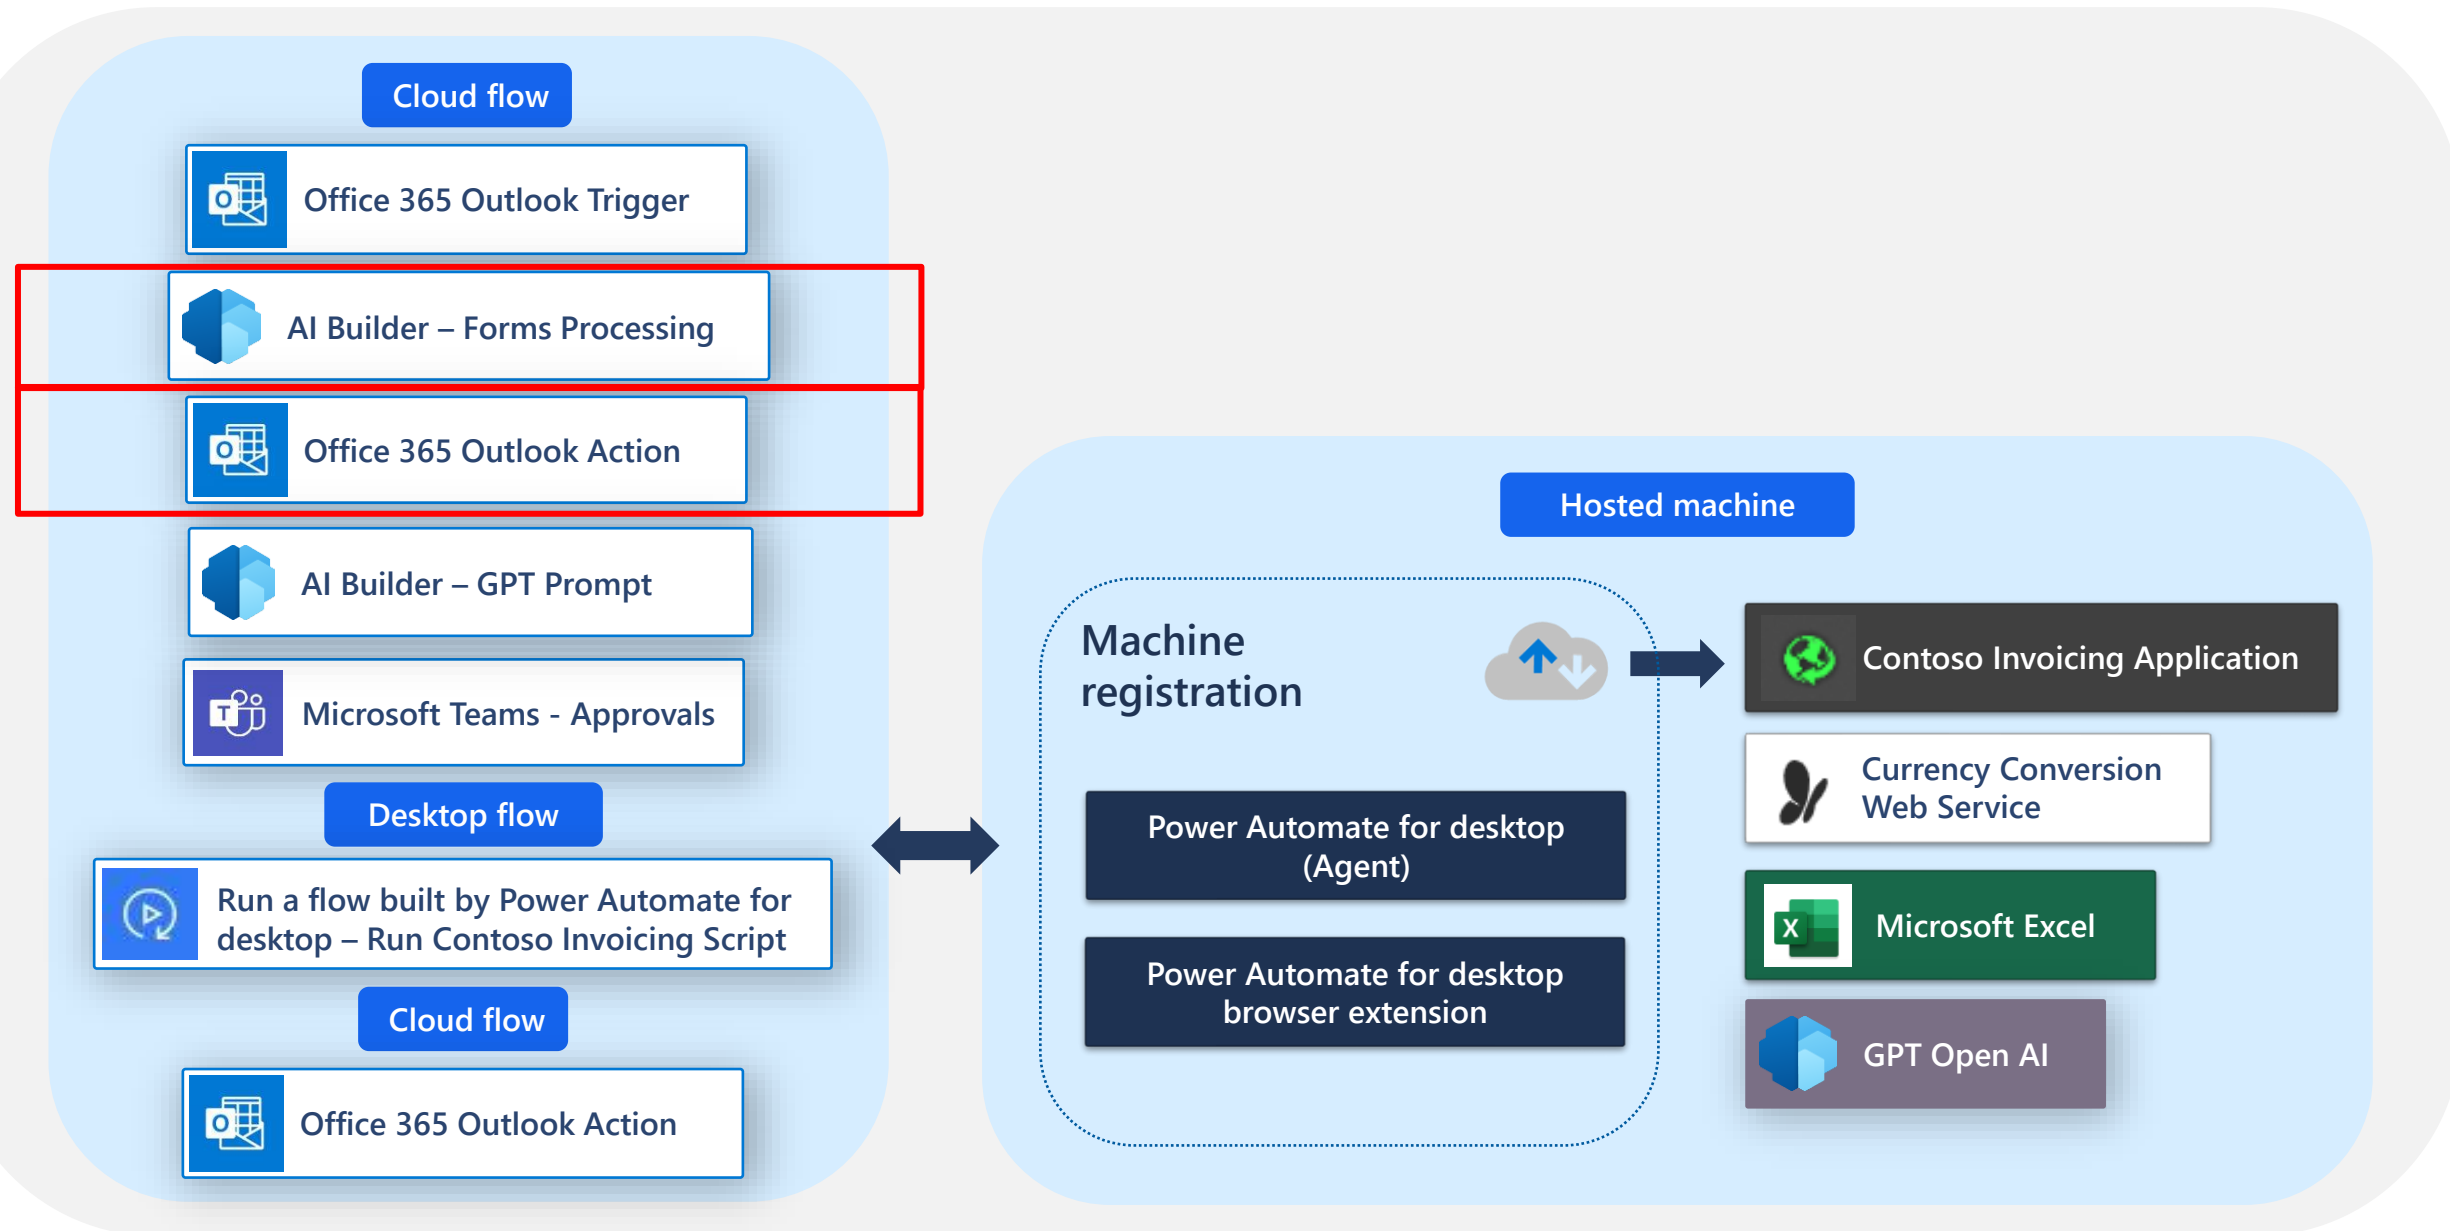 Cloud flow
Office 365 Outlook Trigger
AI Builder – Forms Processing
Office 365 Outlook Action
AI Builder – GPT Prompt
Microsoft Teams - Approvals
Desktop flow
Run a flow built by Power Automate for
desktop – Run Contoso Invoicing Script
Cloud flow
Office 365 Outlook Action
Hosted machine
Machine
registration
Power Automate for desktop
(Agent)
Power Automate for desktop
browser extension
Contoso Invoicing Application
Currency Conversion
Web Service
Microsoft Excel
GPT Open AI